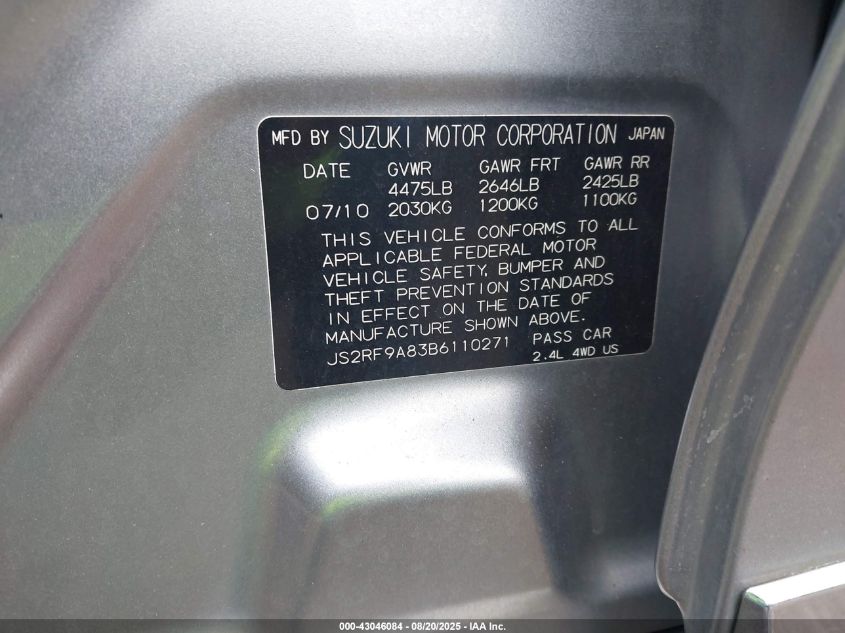 MFD BY SUZUKI MOTOR CORPORATION JAPAN
DATE GVWR GAWR FRT GAWR RR
4475LB 2646LB 2425LB
07/10 2030KG 1200KG 1100KG
THIS VEHICLE CONFORMS TO ALL
APPLICABLE FEDERAL MOTOR
VEHICLE SAFETY, BUMPER AND
THEFT PREVENTION STANDARDS
IN EFFECT ON THE DATE OF
MANUFACTURE SHOWN ABOVE.
JS2RF9A83B6110271 PASS CAR
2.4L 4WD US
000-43046084 - 08/20/2025 - IAA Inc.